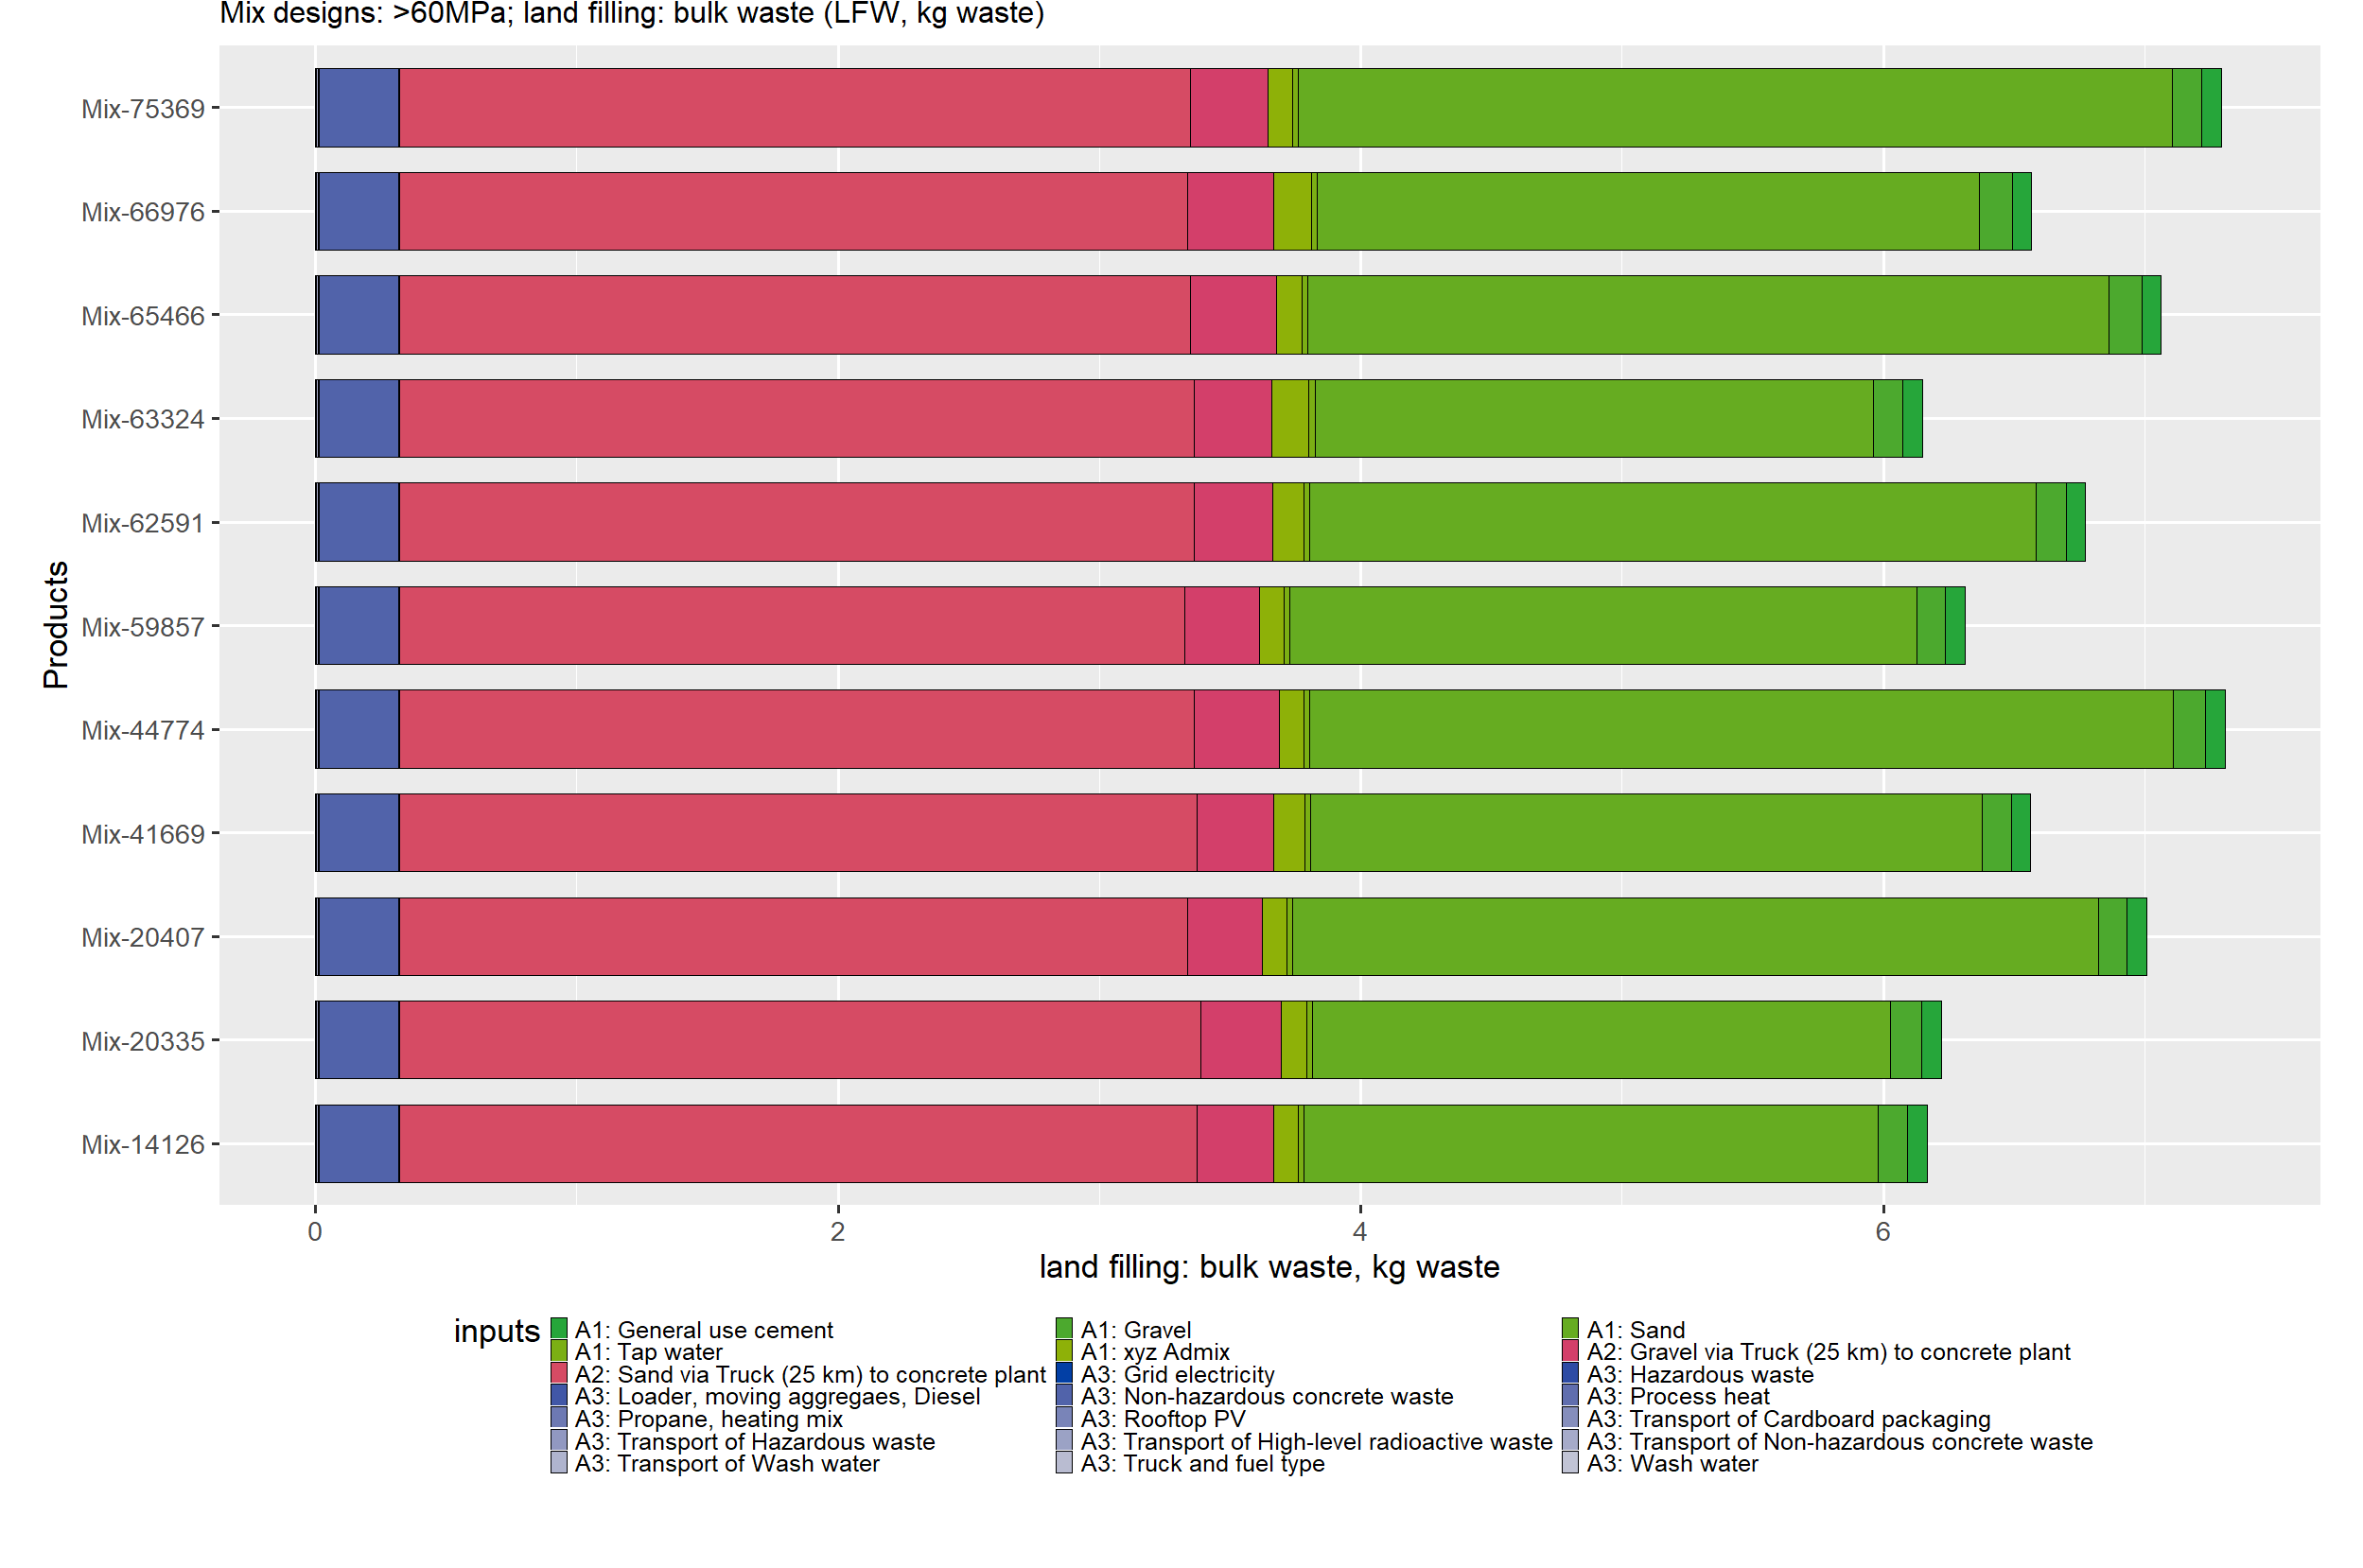 Mix designs: >60MPa; land filling: bulk waste (LFW, kg waste)
Products
Mix-75369
Mix-66976
Mix-65466
Mix-63324
Mix-62591
Mix-59857
Mix-44774
Mix-41669
Mix-20407
Mix-20335
Mix-14126
0 2 4 6
land filling: bulk waste, kg waste
inputs
A1: General use cement A1: Gravel A1: Sand
A1: Tap water A1: xyz Admix A2: Gravel via Truck (25 km) to concrete plant
A2: Sand via Truck (25 km) to concrete plant A3: Grid electricity A3: Hazardous waste
A3: Loader, moving aggregaes, Diesel A3: Non-hazardous concrete waste A3: Process heat
A3: Propane, heating mix A3: Rooftop PV A3: Transport of Cardboard packaging
A3: Transport of Hazardous waste A3: Transport of High-level radioactive waste A3: Transport of Non-hazardous concrete waste
A3: Transport of Wash water A3: Truck and fuel type A3: Wash water